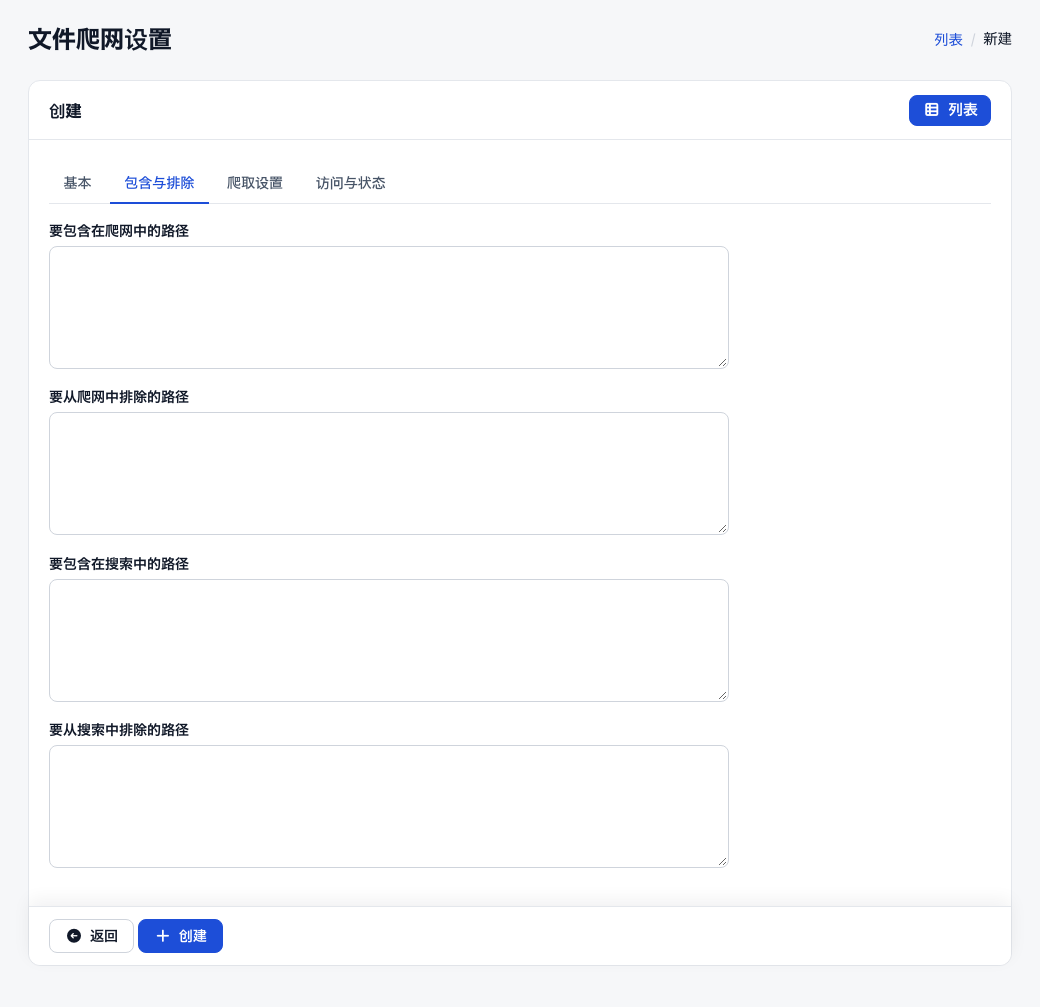 文件爬网设置
列表 / 新建
创建
列表
基本 包含与排除 爬取设置 访问与状态
要包含在爬网中的路径
要从爬网中排除的路径
要包含在搜索中的路径
要从搜索中排除的路径
返回 创建